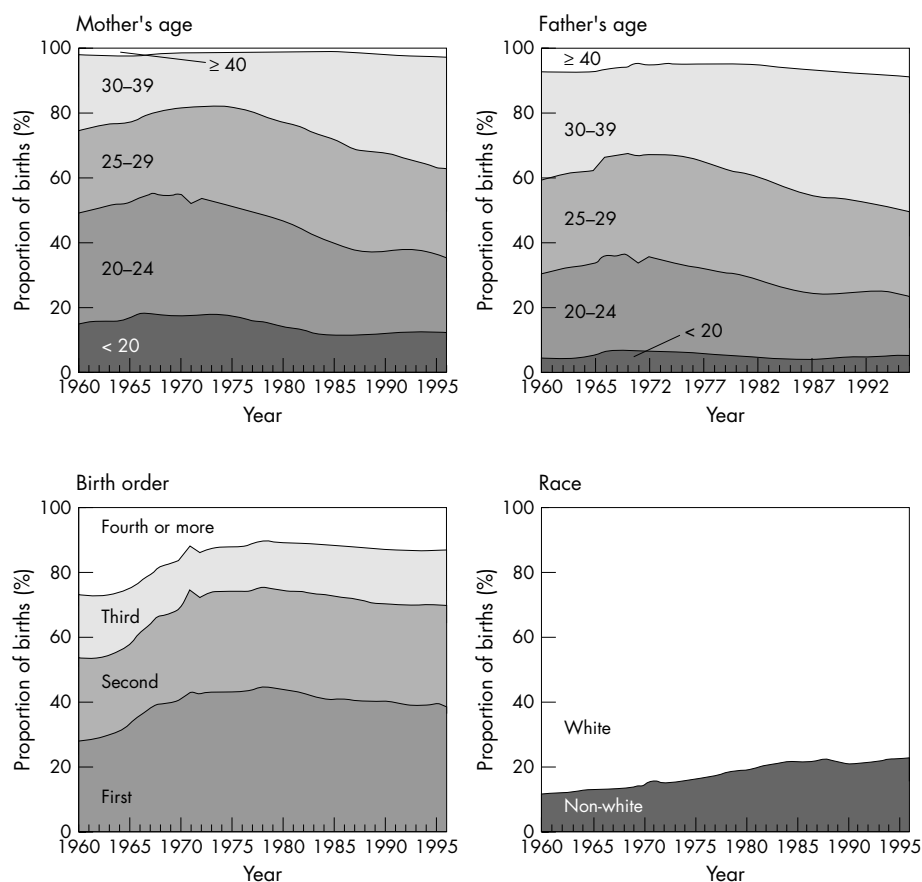 Mother's age
Proportion of births (%)
100
80
60
40
20
0
≥ 40
30–39
25–29
20–24
< 20
1960 1965 1970 1975 1980 1985 1990 1995
Year
Father's age
Proportion of births (%)
100
80
60
40
20
0
≥ 40
30–39
25–29
20–24
< 20
1960 1965 1972 1977 1982 1987 1992
Year
Birth order
Proportion of births (%)
100
80
60
40
20
0
Fourth or more
Third
Second
First
1960 1965 1970 1975 1980 1985 1990 1995
Year
Race
Proportion of births (%)
100
80
60
40
20
0
White
Non-white
1960 1965 1970 1975 1980 1985 1990 1995
Year